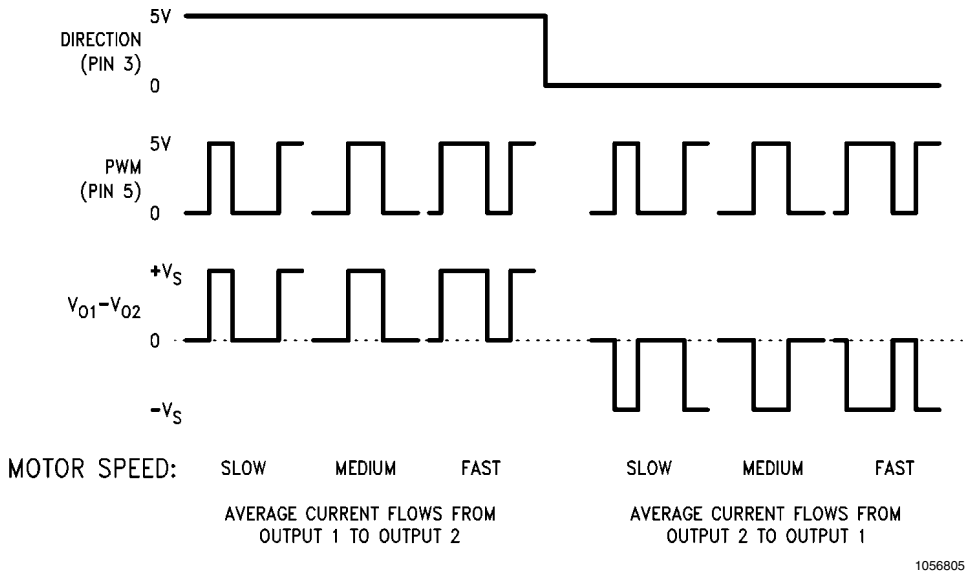 5V
DIRECTION
(PIN 3)
0
5V
PWM
(PIN 5)
0
+VS
VO1-VO2
0
-VS
MOTOR SPEED: SLOW MEDIUM FAST SLOW MEDIUM FAST
AVERAGE CURRENT FLOWS FROM
OUTPUT 1 TO OUTPUT 2
AVERAGE CURRENT FLOWS FROM
OUTPUT 2 TO OUTPUT 1
1056805